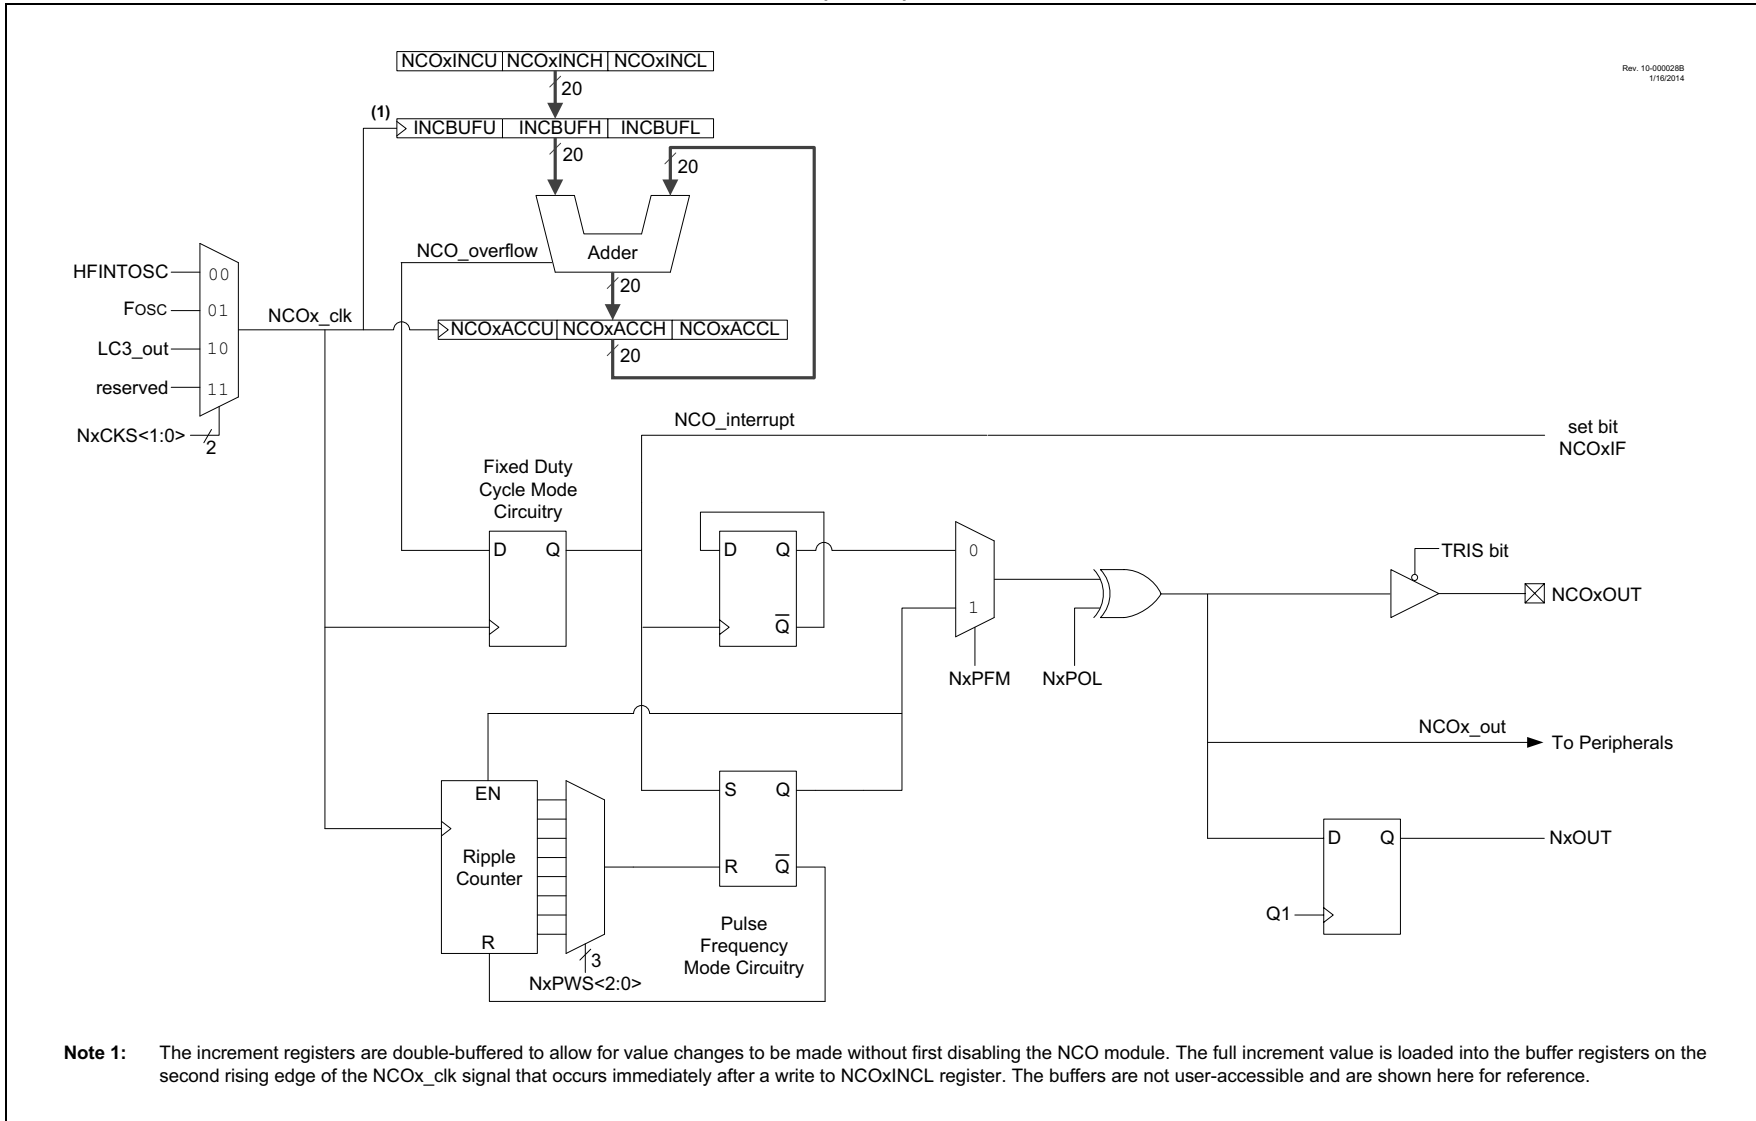 NCOxINCU NCOxINCH NCOxINCL
Rev. 10-000028B
1/16/2014
20
(1)
INCBUFU INCBUFH INCBUFL
20
20
NCO_overflow
Adder
HFINTOSC
00
20
FOSC
01
NCOx_clk
NCOxACCU NCOxACCH NCOxACCL
LC3_out
10
20
reserved
11
NxCKS<1:0>
2
NCO_interrupt
set bit
NCOxIF
Fixed Duty
Cycle Mode
Circuitry
D Q
D Q
Q
0
1
TRIS bit
NCOxOUT
NxPFM
NxPOL
NCOx_out
To Peripherals
EN
Ripple
Counter
R
S Q
R Q
D Q
NxOUT
Q1
Pulse
Frequency
Mode Circuitry
3
NxPWS<2:0>
Note 1: The increment registers are double-buffered to allow for value changes to be made without first disabling the NCO module. The full increment value is loaded into the buffer registers on the
second rising edge of the NCOx_clk signal that occurs immediately after a write to NCOxINCL register. The buffers are not user-accessible and are shown here for reference.